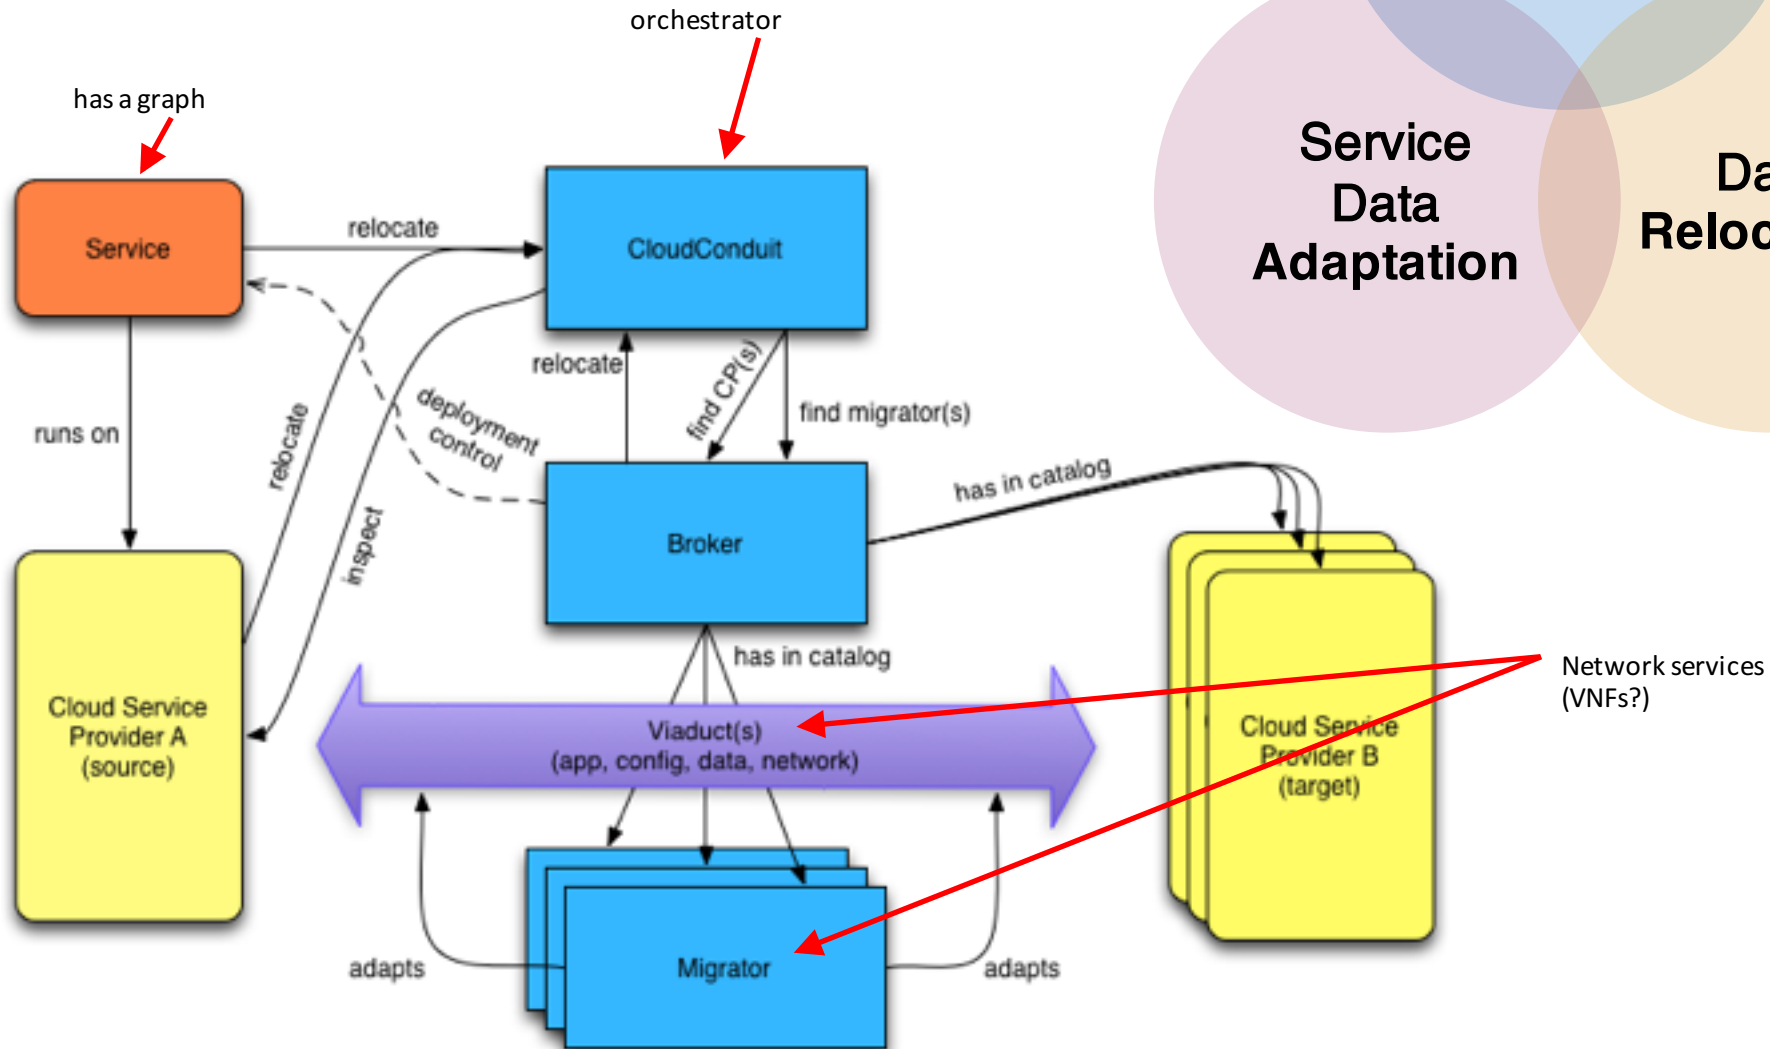 orchestrator
has a graph
Service
Data
Adaptation
Service
relocate
CloudConduit
relocate
find CP(s)
find migrator(s)
deployment
control
runs on
relocate
inspect
has in catalog
Broker
has in catalog
Network services
(VNFs?)
Cloud Service
Provider A
(source)
Viaduct(s)
(app, config, data, network)
Cloud Service
Provider B
(target)
adapts
Migrator
adapts